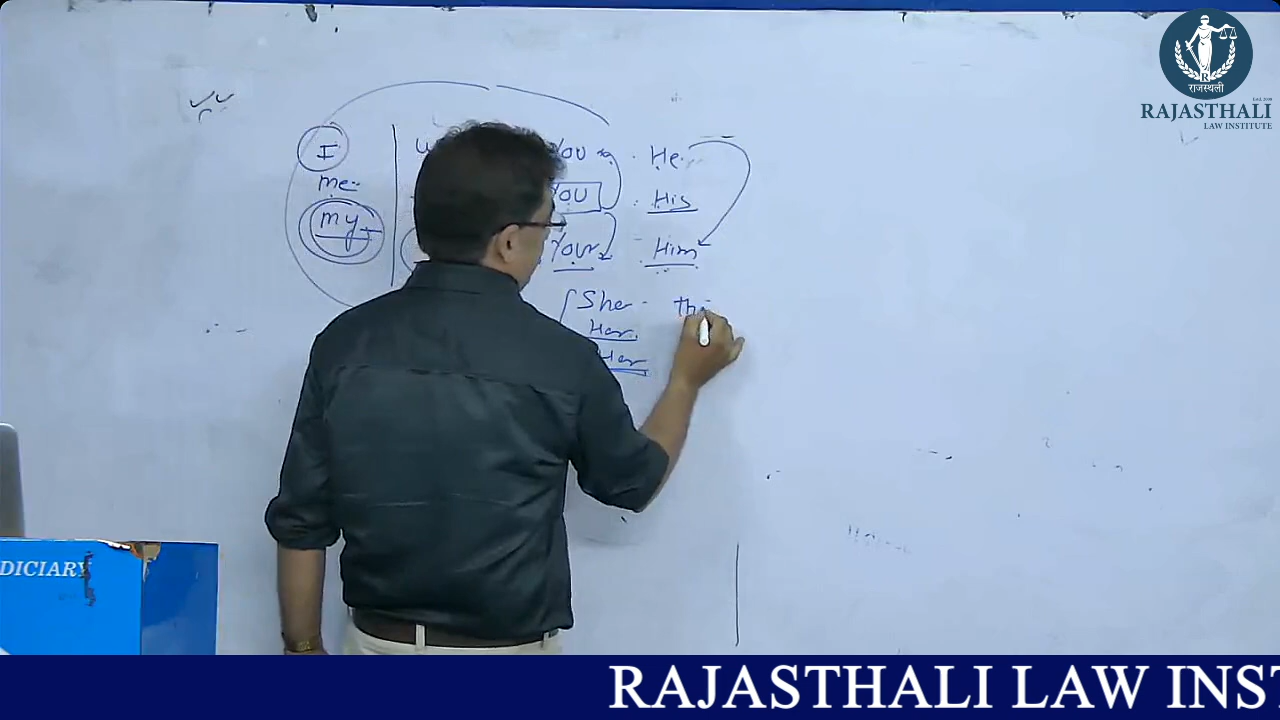 राजस्थली
RAJASTHALI
LAW INSTITUTE
I
me
my
You
You
Your
He
His
Him
She
Her
Her
DICIARY
RAJASTHALI LAW INST